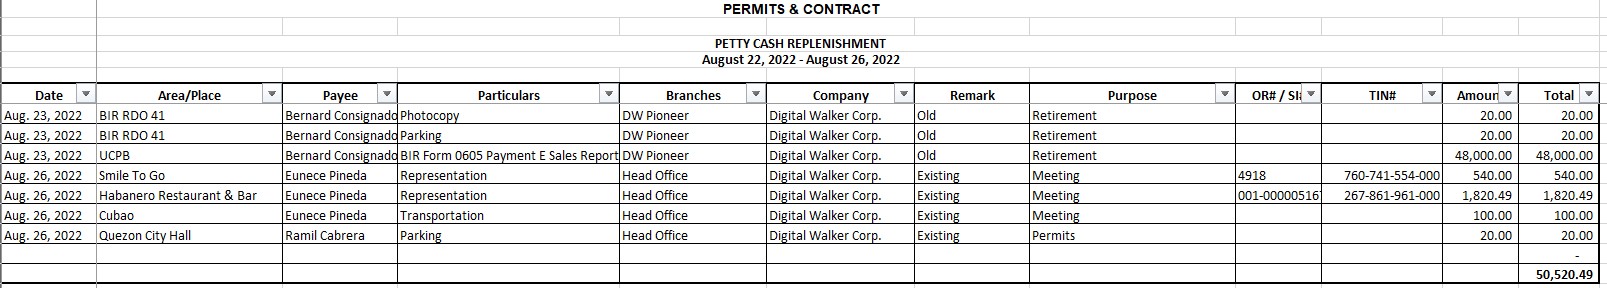 PERMITS & CONTRACT
PETTY CASH REPLENISHMENT
August 22, 2022 - August 26, 2022
Date Area/Place Payee Particulars Branches Company Remark Purpose OR# / SI# TIN# Amoun Total
Aug. 23, 2022 BIR RDO 41 Bernard Consignado Photocopy DW Pioneer Digital Walker Corp. Old Retirement 20.00 20.00
Aug. 23, 2022 BIR RDO 41 Bernard Consignado Parking DW Pioneer Digital Walker Corp. Old Retirement 20.00 20.00
Aug. 23, 2022 UCPB Bernard Consignado BIR Form 0605 Payment E Sales Report DW Pioneer Digital Walker Corp. Old Retirement 48,000.00 48,000.00
Aug. 26, 2022 Smile To Go Eunece Pineda Representation Head Office Digital Walker Corp. Existing Meeting 4918 760-741-554-000 540.00 540.00
Aug. 26, 2022 Habanero Restaurant & Bar Eunece Pineda Representation Head Office Digital Walker Corp. Existing Meeting 001-00000516 267-861-961-000 1,820.49 1,820.49
Aug. 26, 2022 Cubao Eunece Pineda Transportation Head Office Digital Walker Corp. Existing Meeting 100.00 100.00
Aug. 26, 2022 Quezon City Hall Ramil Cabrera Parking Head Office Digital Walker Corp. Existing Permits 20.00 20.00
-
50,520.49